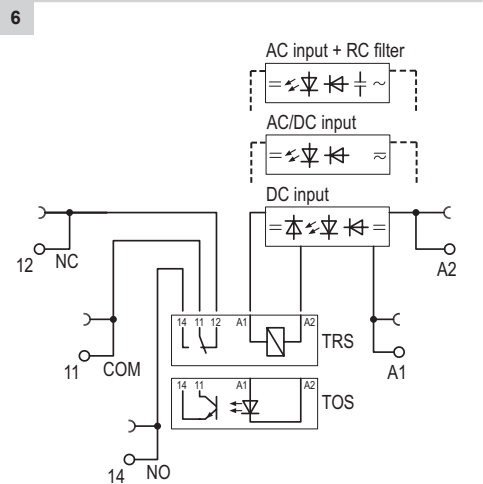 6
AC input + RC filter
= ~
AC/DC input
=
DC input
= =
12 NC
A2
14 11 12 A1 A2
TRS
11 COM
A1
14 11 A1 A2
TOS
14 NO